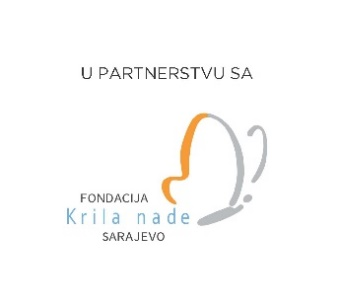 U PARTNERSTVU SA
FONDACIJA
Krila nade
SARAJEVO